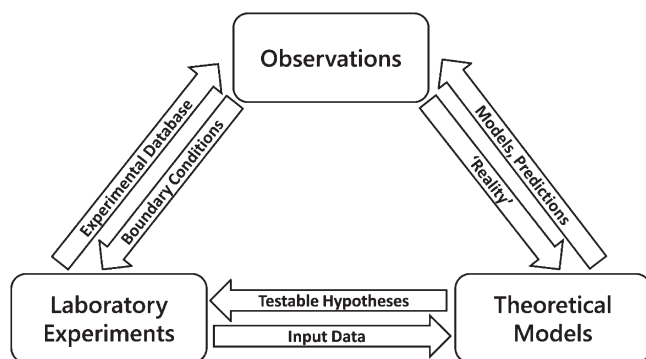 Observations
Experimental Database
Boundary Conditions
'Reality'
Models, Predictions
Laboratory
Experiments
Testable Hypotheses
Input Data
Theoretical
Models